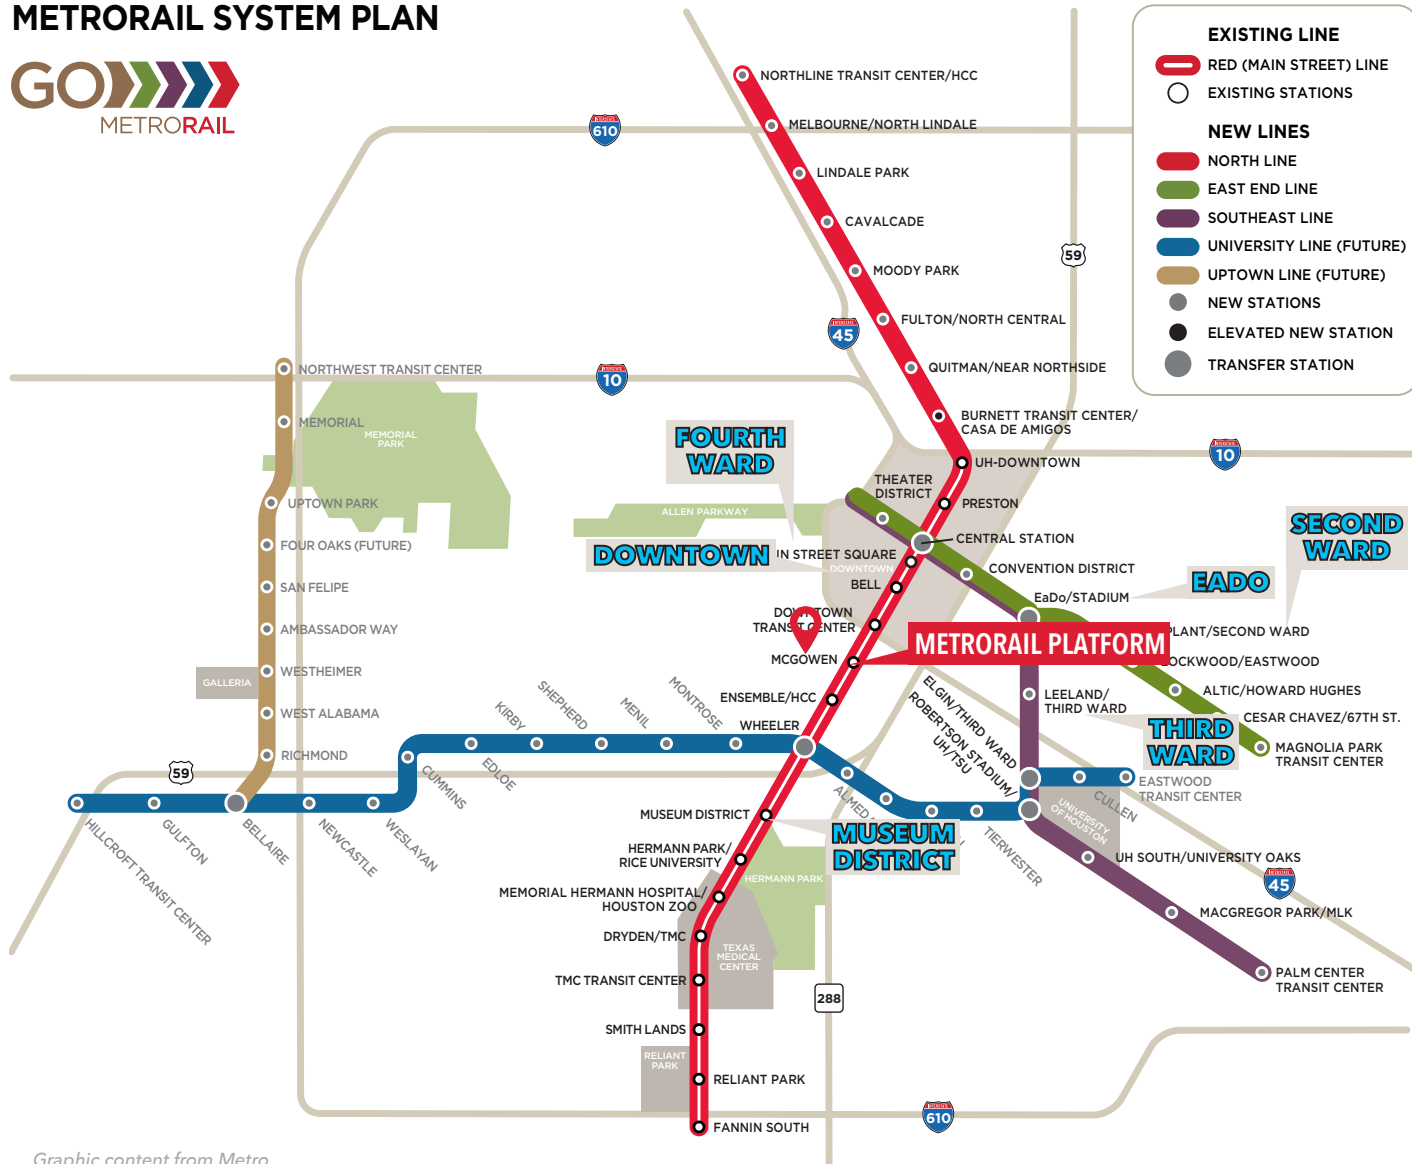 METRORAIL SYSTEM PLAN
GO
METRORAIL
EXISTING LINE
RED (MAIN STREET) LINE
EXISTING STATIONS
NEW LINES
NORTH LINE
EAST END LINE
SOUTHEAST LINE
UNIVERSITY LINE (FUTURE)
UPTOWN LINE (FUTURE)
NEW STATIONS
ELEVATED NEW STATION
TRANSFER STATION
NORTHLINE TRANSIT CENTER/HCC
MELBOURNE/NORTH LINDALE
LINDALE PARK
CAVALCADE
MOODY PARK
FULTON/NORTH CENTRAL
QUITMAN/NEAR NORTHSIDE
BURNETT TRANSIT CENTER/
CASA DE AMIGOS
UH-DOWNTOWN
THEATER
DISTRICT
PRESTON
CENTRAL STATION
CONVENTION DISTRICT
EaDo/STADIUM
610
59
45
10
10
NORTHWEST TRANSIT CENTER
MEMORIAL
MEMORIAL
PARK
UPTOWN PARK
FOUR OAKS (FUTURE)
SAN FELIPE
AMBASSADOR WAY
WESTHEIMER
GALLERIA
WEST ALABAMA
RICHMOND
59
FOURTH
WARD
ALLEN PARKWAY
DOWNTOWN
IN STREET SQUARE
DOWNTOWN
BELL
DOWNTOWN
TRANSIT CENTER
MCGOWEN
ENSEMBLE/HCC
WHEELER
METRORAIL PLATFORM
SECOND
WARD
EADO
PLANT/SECOND WARD
LOCKWOOD/EASTWOOD
ALTIC/HOWARD HUGHES
CESAR CHAVEZ/67TH ST.
MAGNOLIA PARK
TRANSIT CENTER
LEELAND/
THIRD WARD
THIRD
WARD
ELGIN/THIRD WARD
ROBERTSON STADIUM/
UH/TSU
EASTWOOD
TRANSIT CENTER
CULLEN
UNIVERSITY
OF HOUSTON
UH SOUTH/UNIVERSITY OAKS
45
MACGREGOR PARK/MLK
PALM CENTER
TRANSIT CENTER
HILLCROFT TRANSIT CENTER
GULFTON
BELLAIRE
NEWCASTLE
WESLAYAN
CUMMINS
KIRBY
EDLOE
SHEPHERD
MENIL
MONTROSE
TIERWESTER
MUSEUM
DISTRICT
MUSEUM DISTRICT
HERMANN PARK/
RICE UNIVERSITY
HERMANN PARK
MEMORIAL HERMANN HOSPITAL/
HOUSTON ZOO
DRYDEN/TMC
TEXAS
MEDICAL
CENTER
TMC TRANSIT CENTER
288
SMITH LANDS
RELIANT
PARK
RELIANT PARK
610
FANNIN SOUTH
Graphic content from Metro